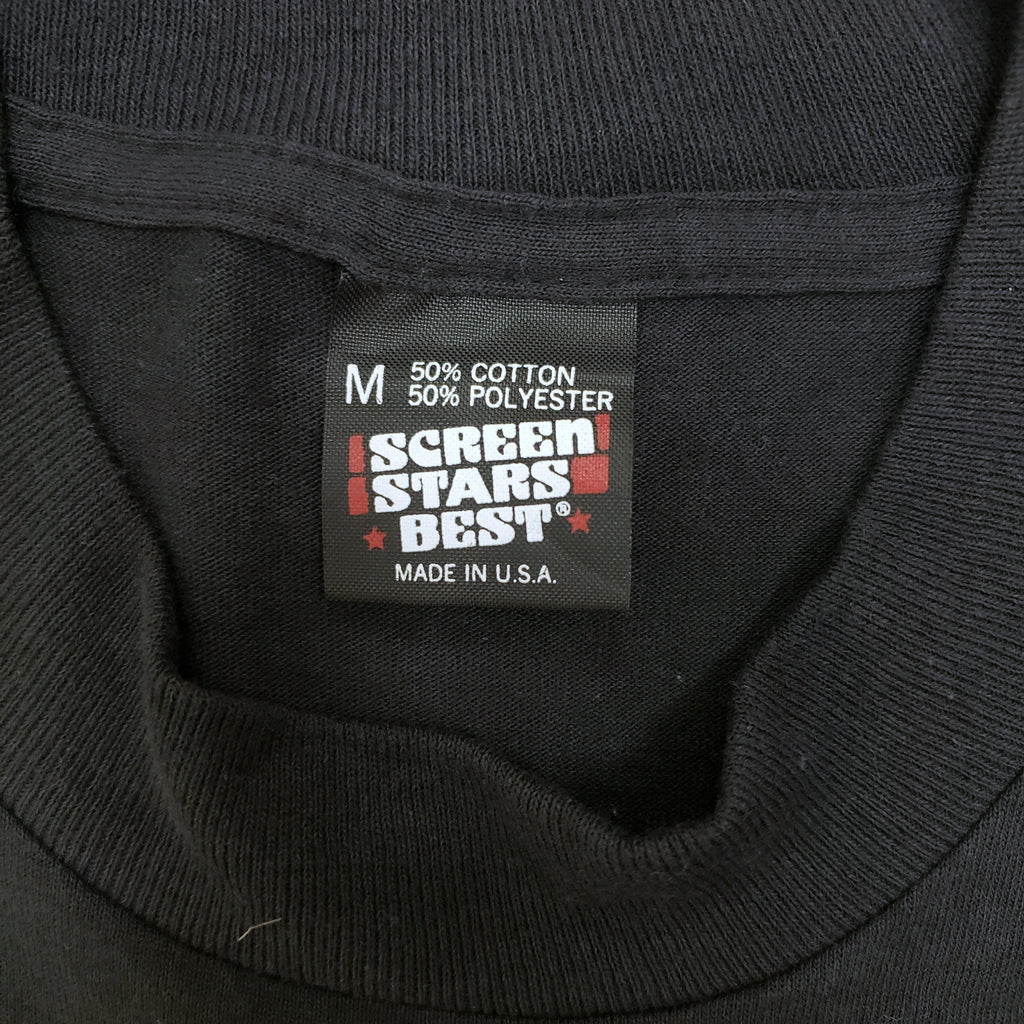 M 50% COTTON
50% POLYESTER
SCREEn
STARS
BEST®
MADE IN U.S.A.